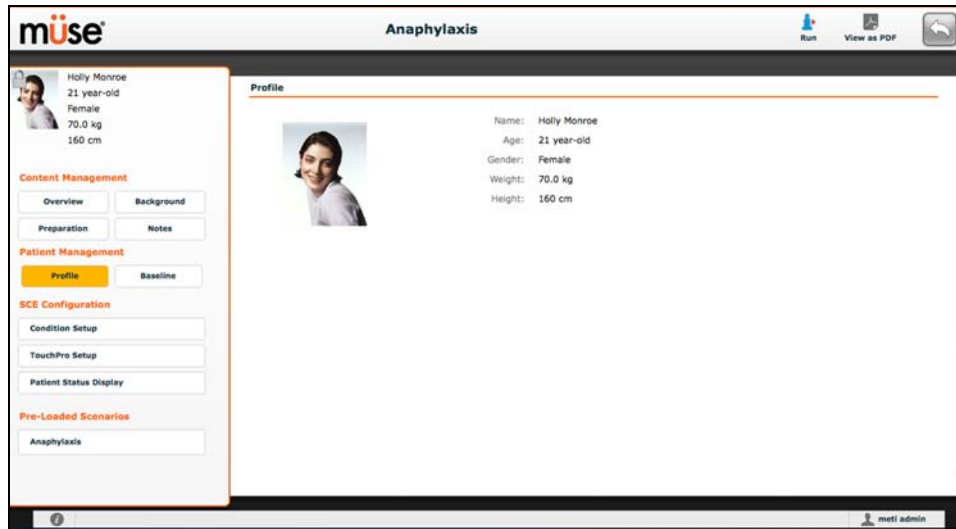 müse
Anaphylaxis
Run
View as PDF
Holly Monroe
21 year-old
Female
70.0 kg
160 cm
Content Management
Overview
Background
Preparation
Notes
Patient Management
Profile
Baseline
SCE Configuration
Condition Setup
TouchPro Setup
Patient Status Display
Pre-Loaded Scenarios
Anaphylaxis
Profile
Name: Holly Monroe
Age: 21 year-old
Gender: Female
Weight: 70.0 kg
Height: 160 cm
meti admin